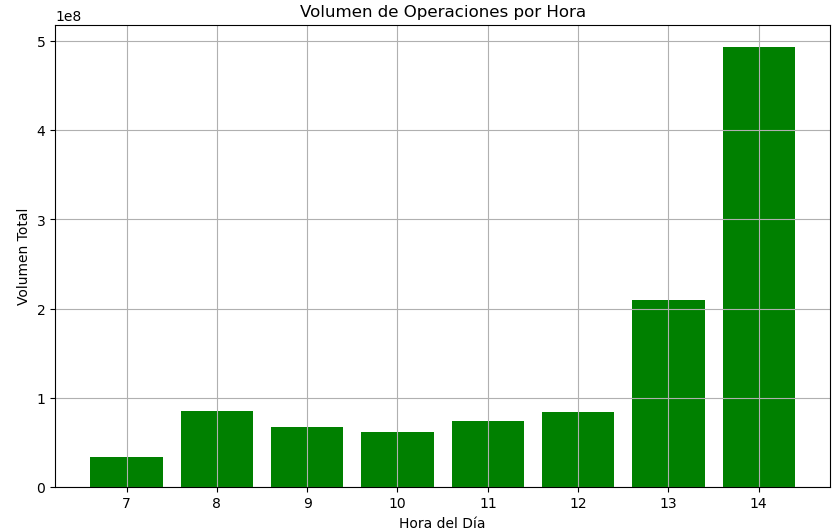 Volumen de Operaciones por Hora
1e8
5
4
3
2
1
0
Volumen Total
7 8 9 10 11 12 13 14
Hora del Día